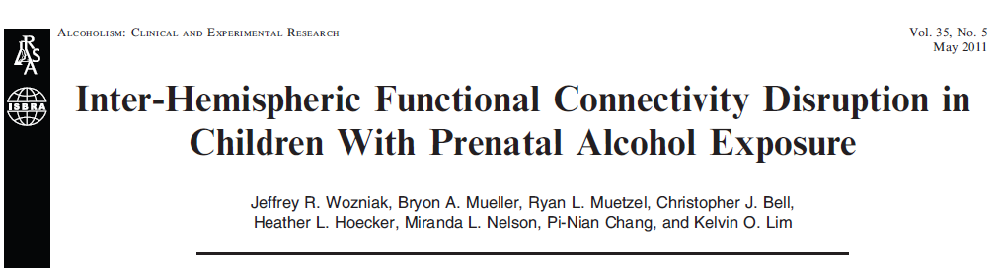 ALCOHOLISM: CLINICAL AND EXPERIMENTAL RESEARCH
Vol. 35, No. 5
May 2011
RSA
ISBRA
Inter-Hemispheric Functional Connectivity Disruption in
Children With Prenatal Alcohol Exposure
Jeffrey R. Wozniak, Bryon A. Mueller, Ryan L. Muetzel, Christopher J. Bell,
Heather L. Hoecker, Miranda L. Nelson, Pi-Nian Chang, and Kelvin O. Lim